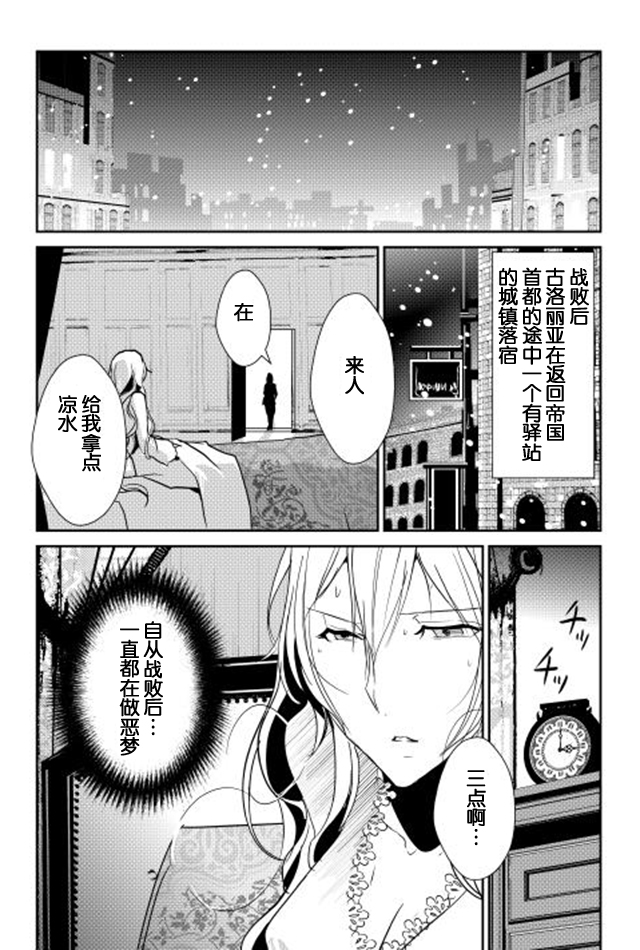 战败后
古洛丽亚在返回帝国
首都的途中一个有驿站
的城镇落宿
来人
在
给我拿点
凉水
三点啊…
自从战败后…
一直都在做恶梦
チッ
チッ